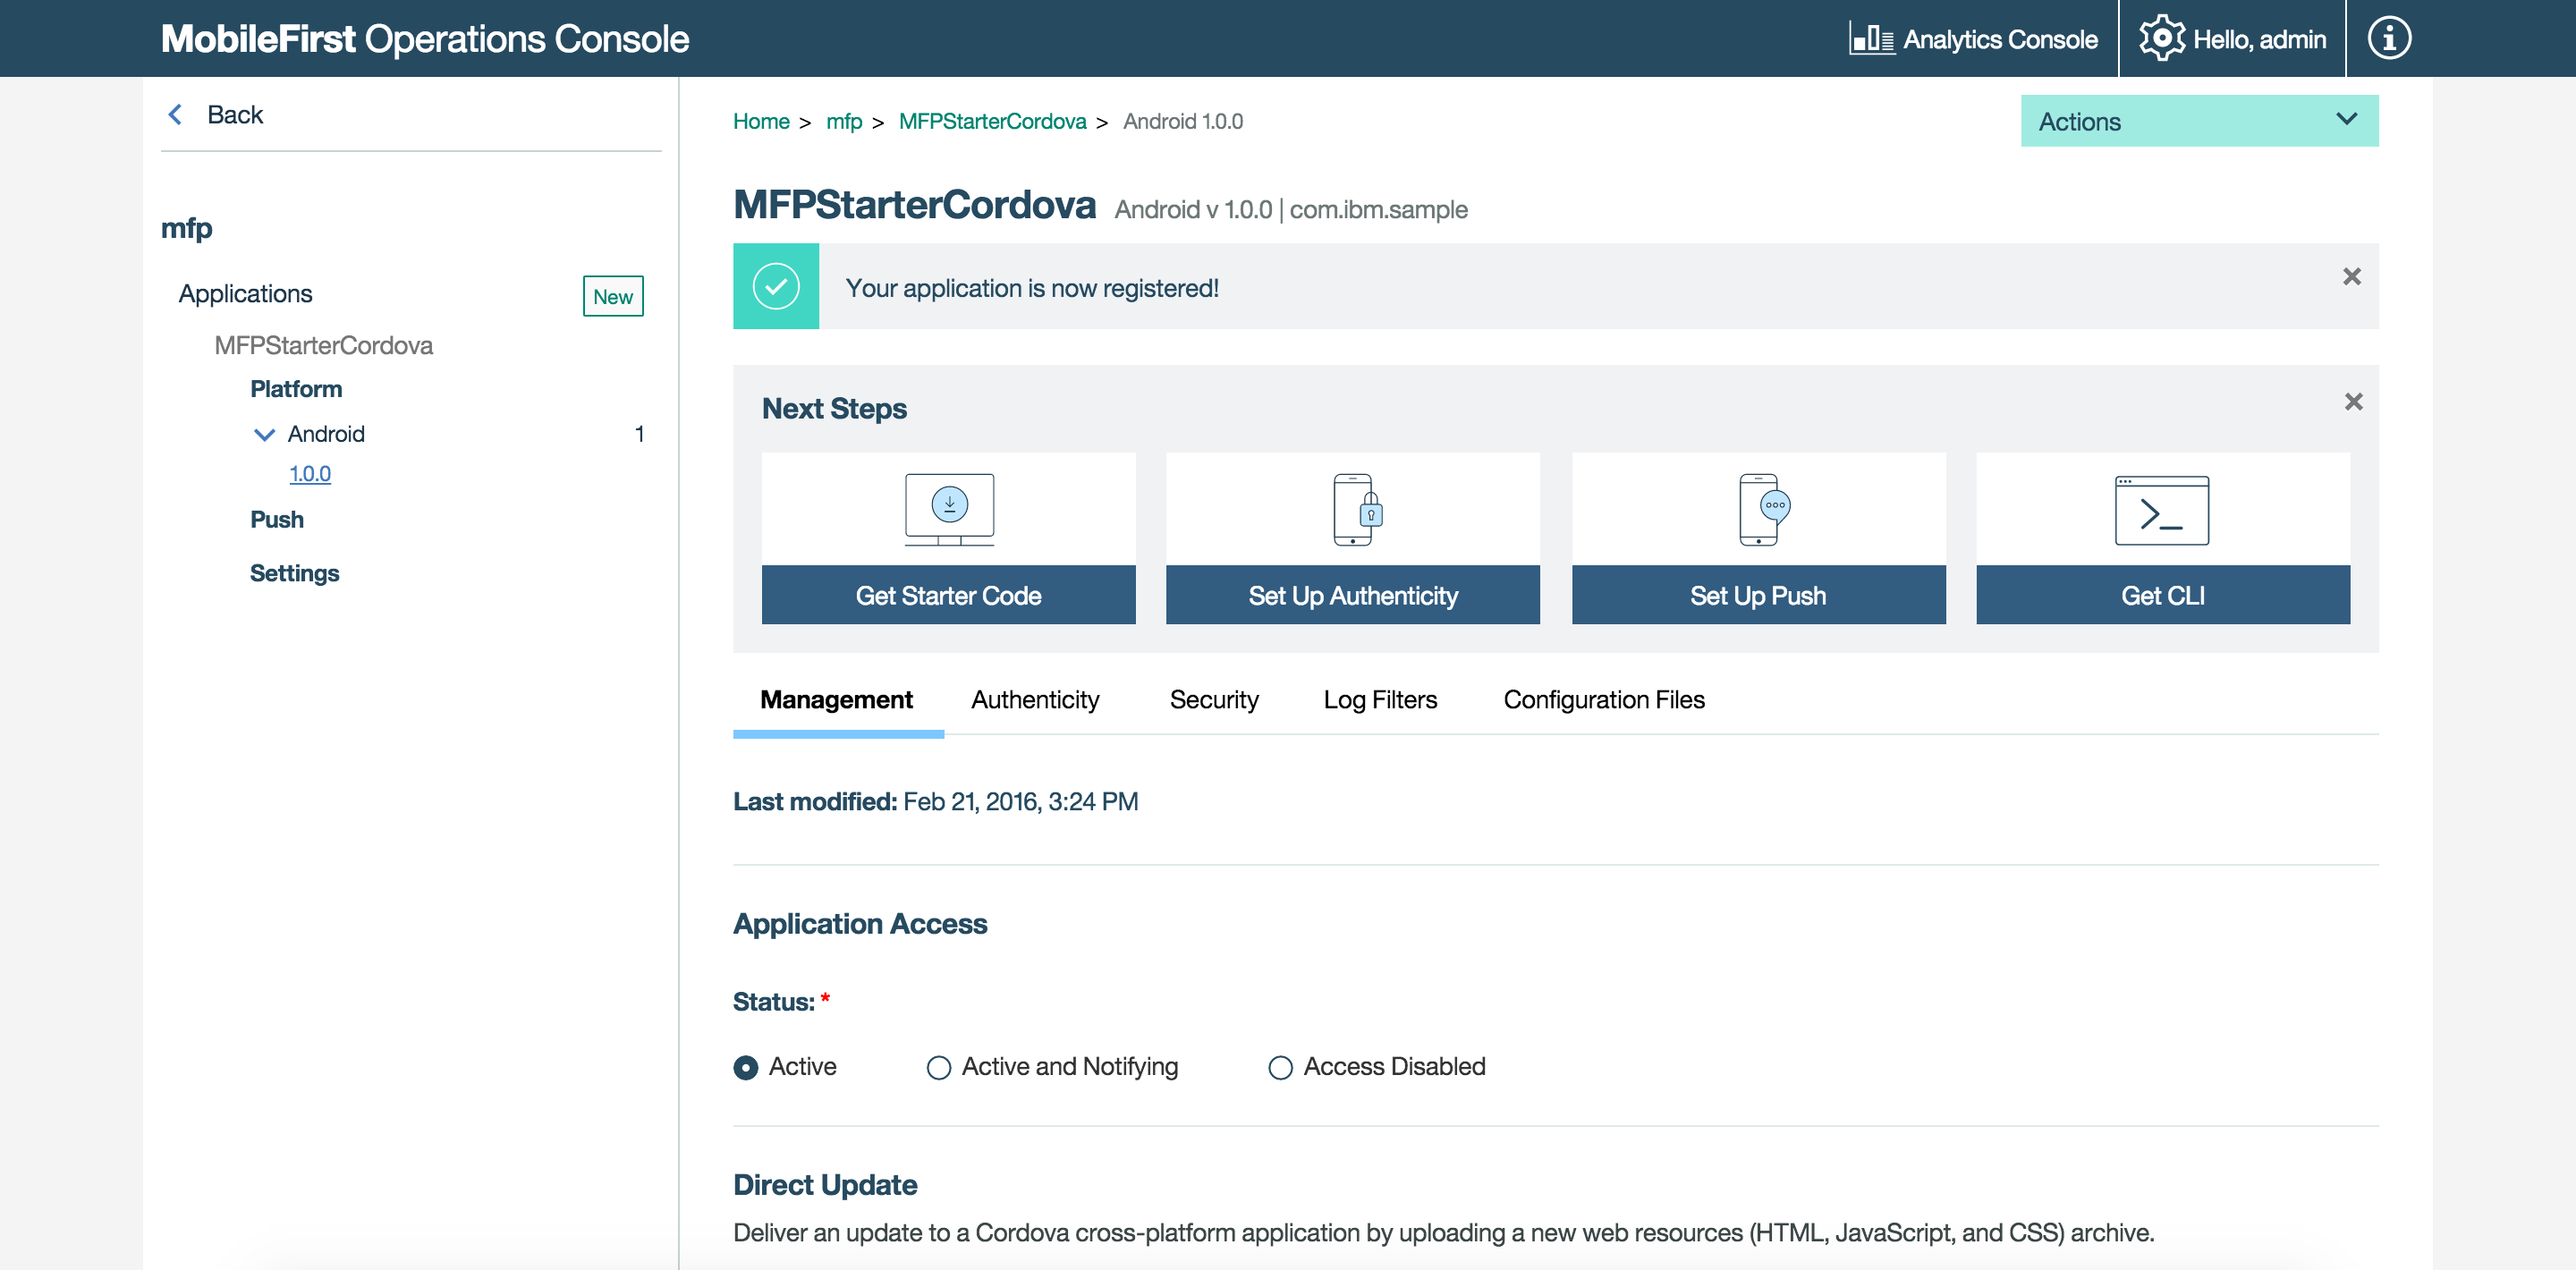 MobileFirst Operations Console
Analytics Console
Hello, admin
Back
mfp
Applications
New
MFPStarterCordova
Platform
Android 1
1.0.0
Push
Settings
Home > mfp > MFPStarterCordova > Android 1.0.0
Actions
MFPStarterCordova Android v 1.0.0 | com.ibm.sample
Your application is now registered!
Next Steps
Get Starter Code
Set Up Authenticity
Set Up Push
Get CLI
Management Authenticity Security Log Filters Configuration Files
Last modified: Feb 21, 2016, 3:24 PM
Application Access
Status: *
Active Active and Notifying Access Disabled
Direct Update
Deliver an update to a Cordova cross-platform application by uploading a new web resources (HTML, JavaScript, and CSS) archive.